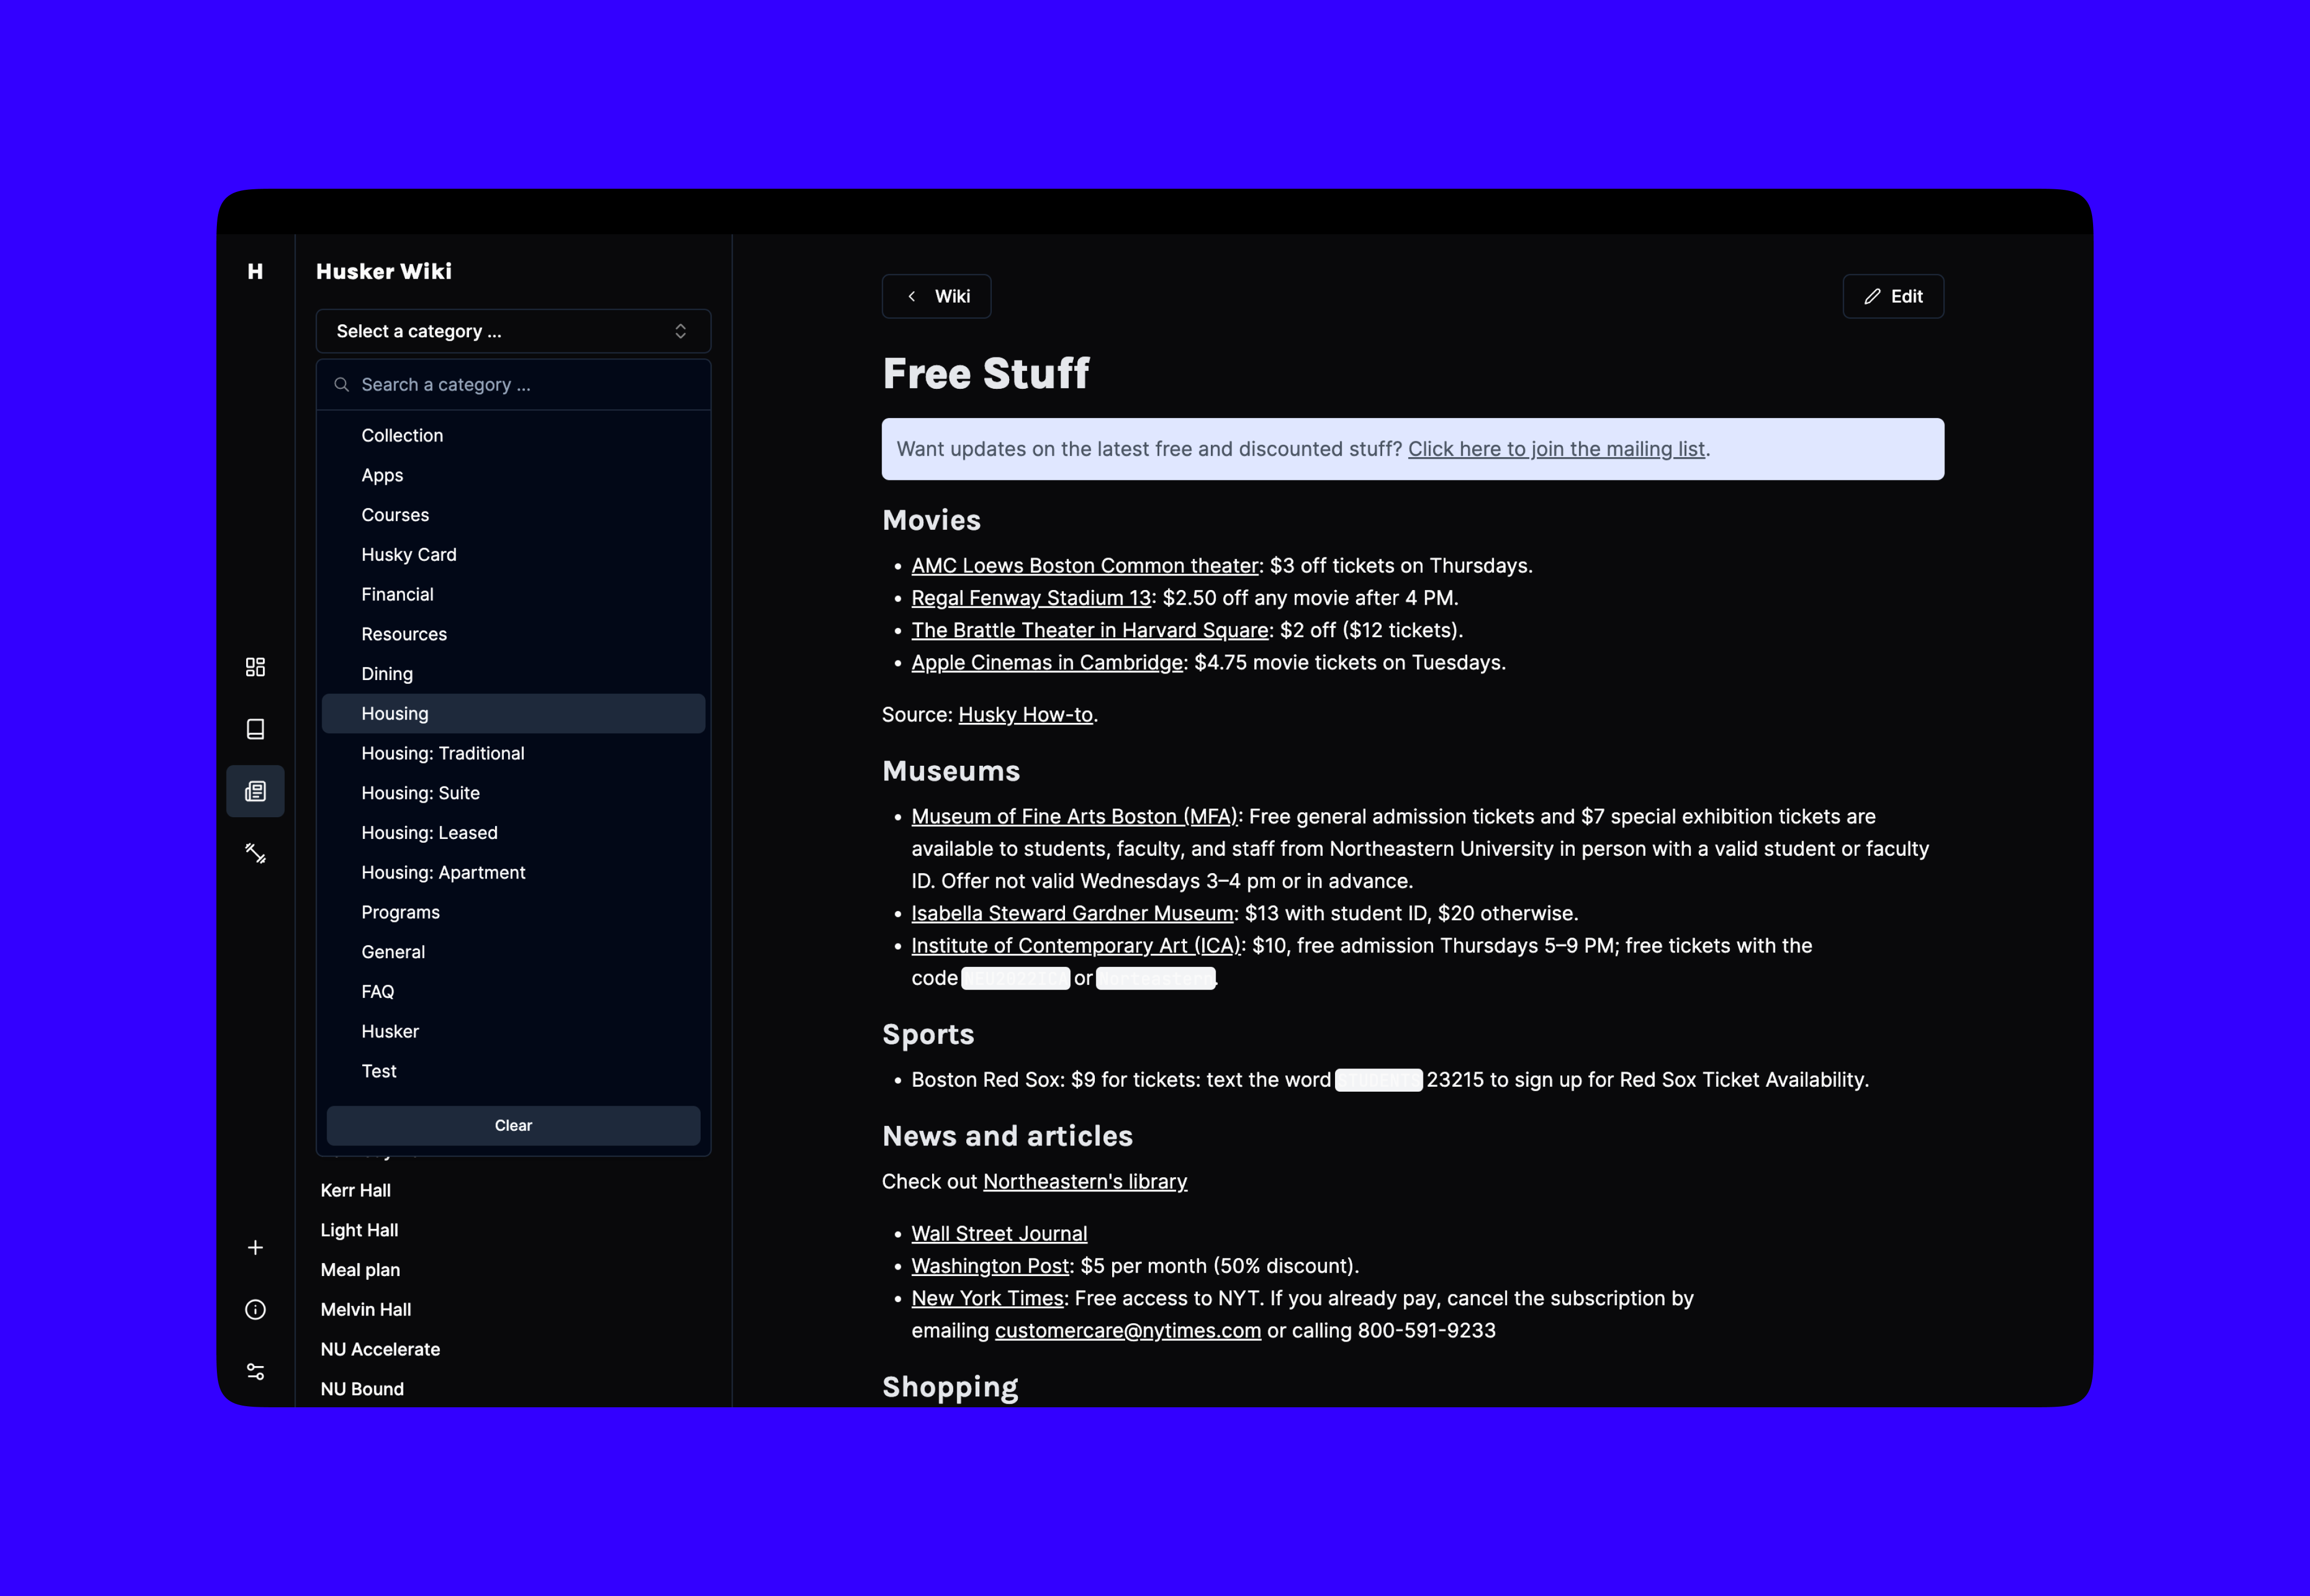 H
Husker Wiki
Select a category ...
Search a category ...
Collection
Apps
Courses
Husky Card
Financial
Resources
Dining
Housing
Housing: Traditional
Housing: Suite
Housing: Leased
Housing: Apartment
Programs
General
FAQ
Husker
Test
Clear
Kerr Hall
Light Hall
Meal plan
Melvin Hall
NU Accelerate
NU Bound
Wiki
Edit
Free Stuff
Want updates on the latest free and discounted stuff? Click here to join the mailing list.
Movies
• AMC Loews Boston Common theater: $3 off tickets on Thursdays.
• Regal Fenway Stadium 13: $2.50 off any movie after 4 PM.
• The Brattle Theater in Harvard Square: $2 off ($12 tickets).
• Apple Cinemas in Cambridge: $4.75 movie tickets on Tuesdays.
Source: Husky How-to.
Museums
• Museum of Fine Arts Boston (MFA): Free general admission tickets and $7 special exhibition tickets are
available to students, faculty, and staff from Northeastern University in person with a valid student or faculty
ID. Offer not valid Wednesdays 3–4 pm or in advance.
• Isabella Steward Gardner Museum: $13 with student ID, $20 otherwise.
• Institute of Contemporary Art (ICA): $10, free admission Thursdays 5–9 PM; free tickets with the
code or .
Sports
• Boston Red Sox: $9 for tickets: text the word 23215 to sign up for Red Sox Ticket Availability.
News and articles
Check out Northeastern's library
• Wall Street Journal
• Washington Post: $5 per month (50% discount).
• New York Times: Free access to NYT. If you already pay, cancel the subscription by
emailing customercare@nytimes.com or calling 800-591-9233
Shopping